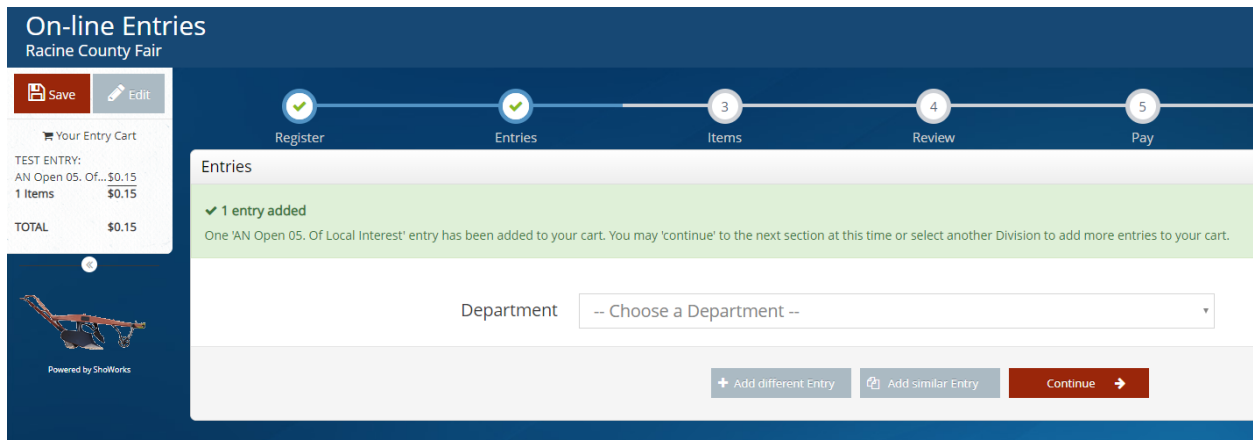 On-line Entries
Racine County Fair
Save
Edit
Your Entry Cart
TEST ENTRY:
AN Open 05. Of... $0.15
1 Items $0.15
TOTAL $0.15
Powered by ShoWorks
3
4
5
Register
Entries
Items
Review
Pay
Entries
1 entry added
One 'AN Open 05. Of Local Interest' entry has been added to your cart. You may 'continue' to the next section at this time or select another Division to add more entries to your cart.
Department
-- Choose a Department --
Add different Entry
Add similar Entry
Continue